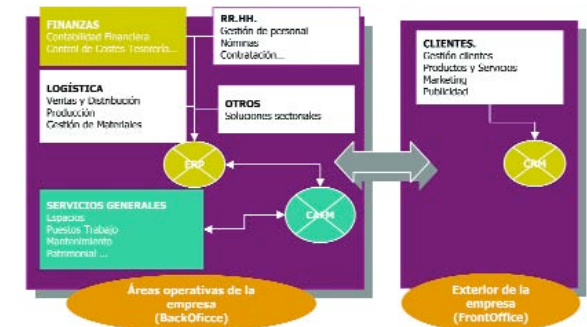 FINANZAS
Contabilidad Financiera
Control de Costes Tesorería...
RR.HH.
Gestión de personal
Nóminas
Contratación...
LOGÍSTICA
Ventas y Distribución
Producción
Gestión de Materiales
OTROS
Soluciones sectoriales
ERP
SERVICIOS GENERALES
Espacios
Puestos Trabajo
Mantenimiento
Patrimonial ...
CAFM
Áreas operativas de la
empresa
(BackOficce)
CLIENTES.
Gestión clientes
Productos y Servicios
Marketing
Publicidad
CRM
Exterior de la
empresa
(FrontOffice)